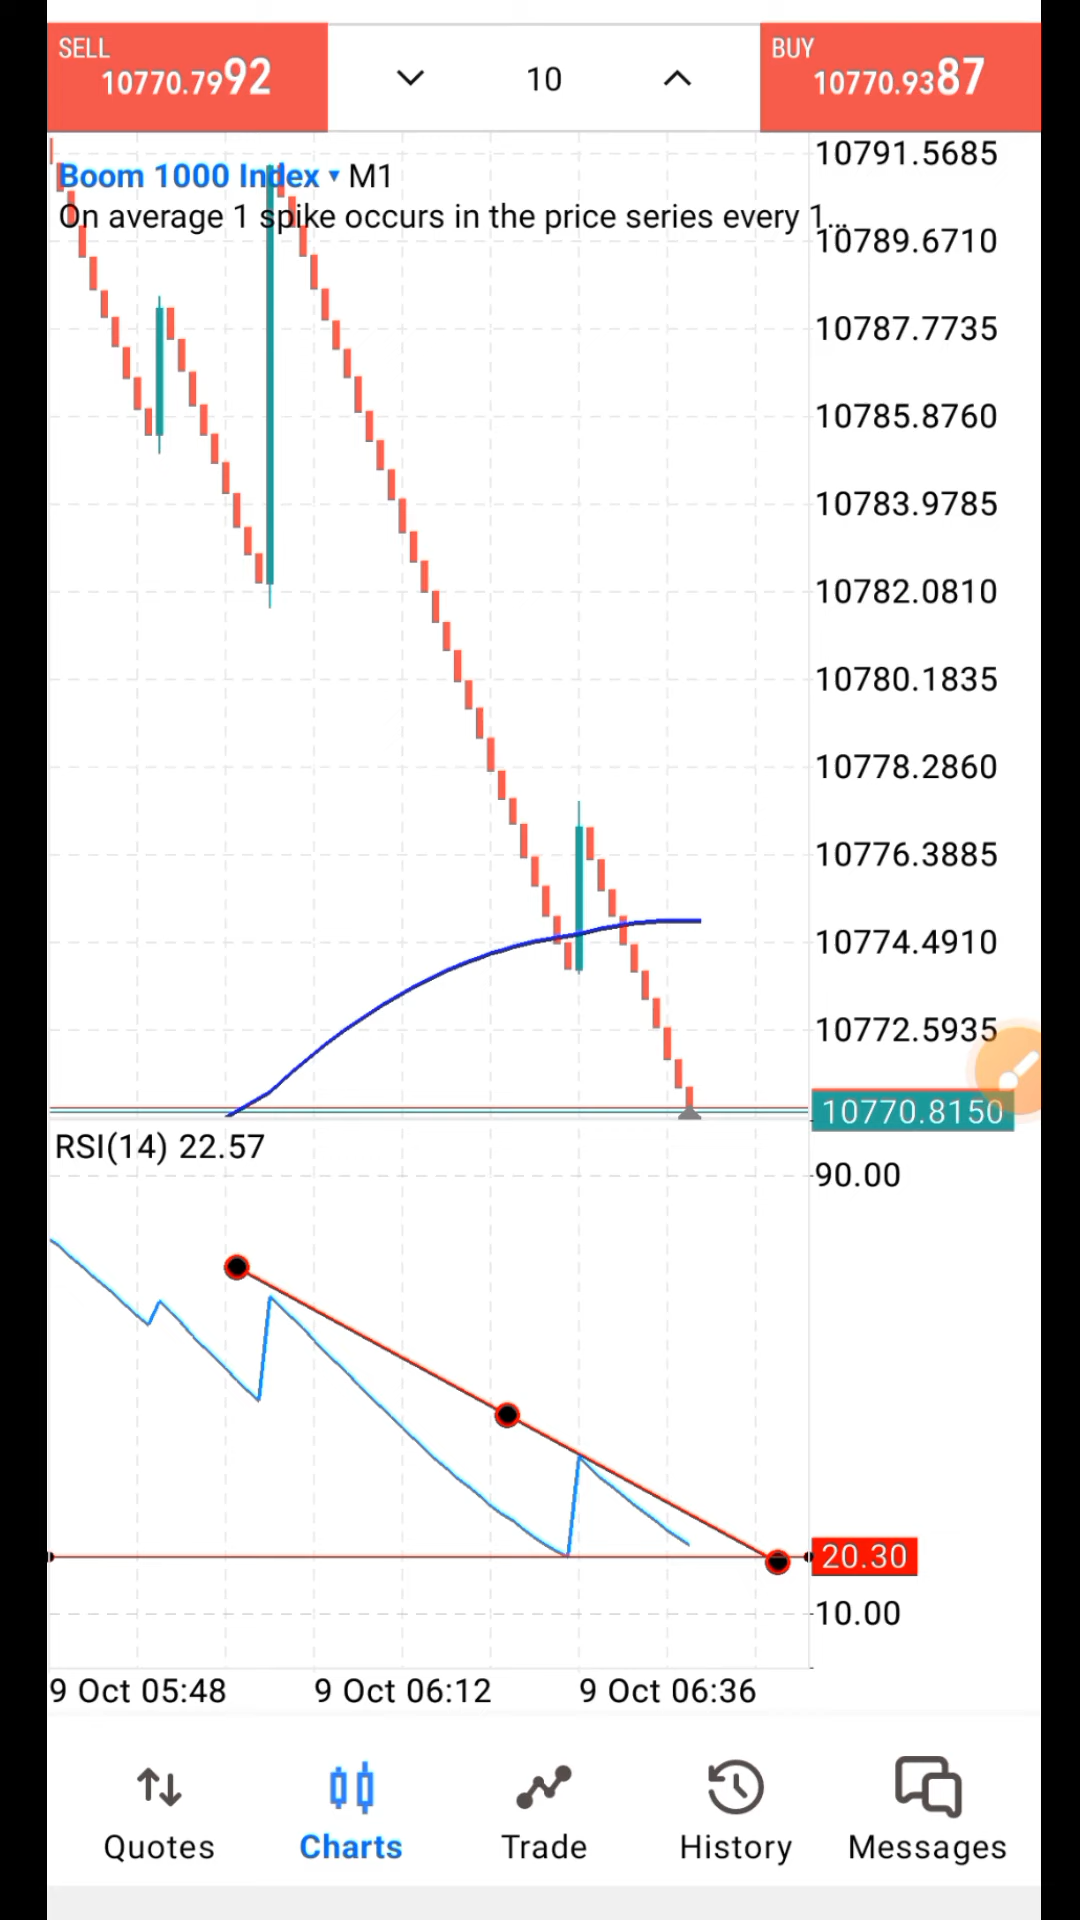 SELL
10770.7992
10
BUY
10770.9387
Boom 1000 Index ▾ M1
On average 1 spike occurs in the price series every 1...
10791.5685
10789.6710
10787.7735
10785.8760
10783.9785
10782.0810
10780.1835
10778.2860
10776.3885
10774.4910
10772.5935
10770.8150
RSI(14) 22.57
90.00
20.30
10.00
9 Oct 05:48
9 Oct 06:12
9 Oct 06:36
Quotes
Charts
Trade
History
Messages